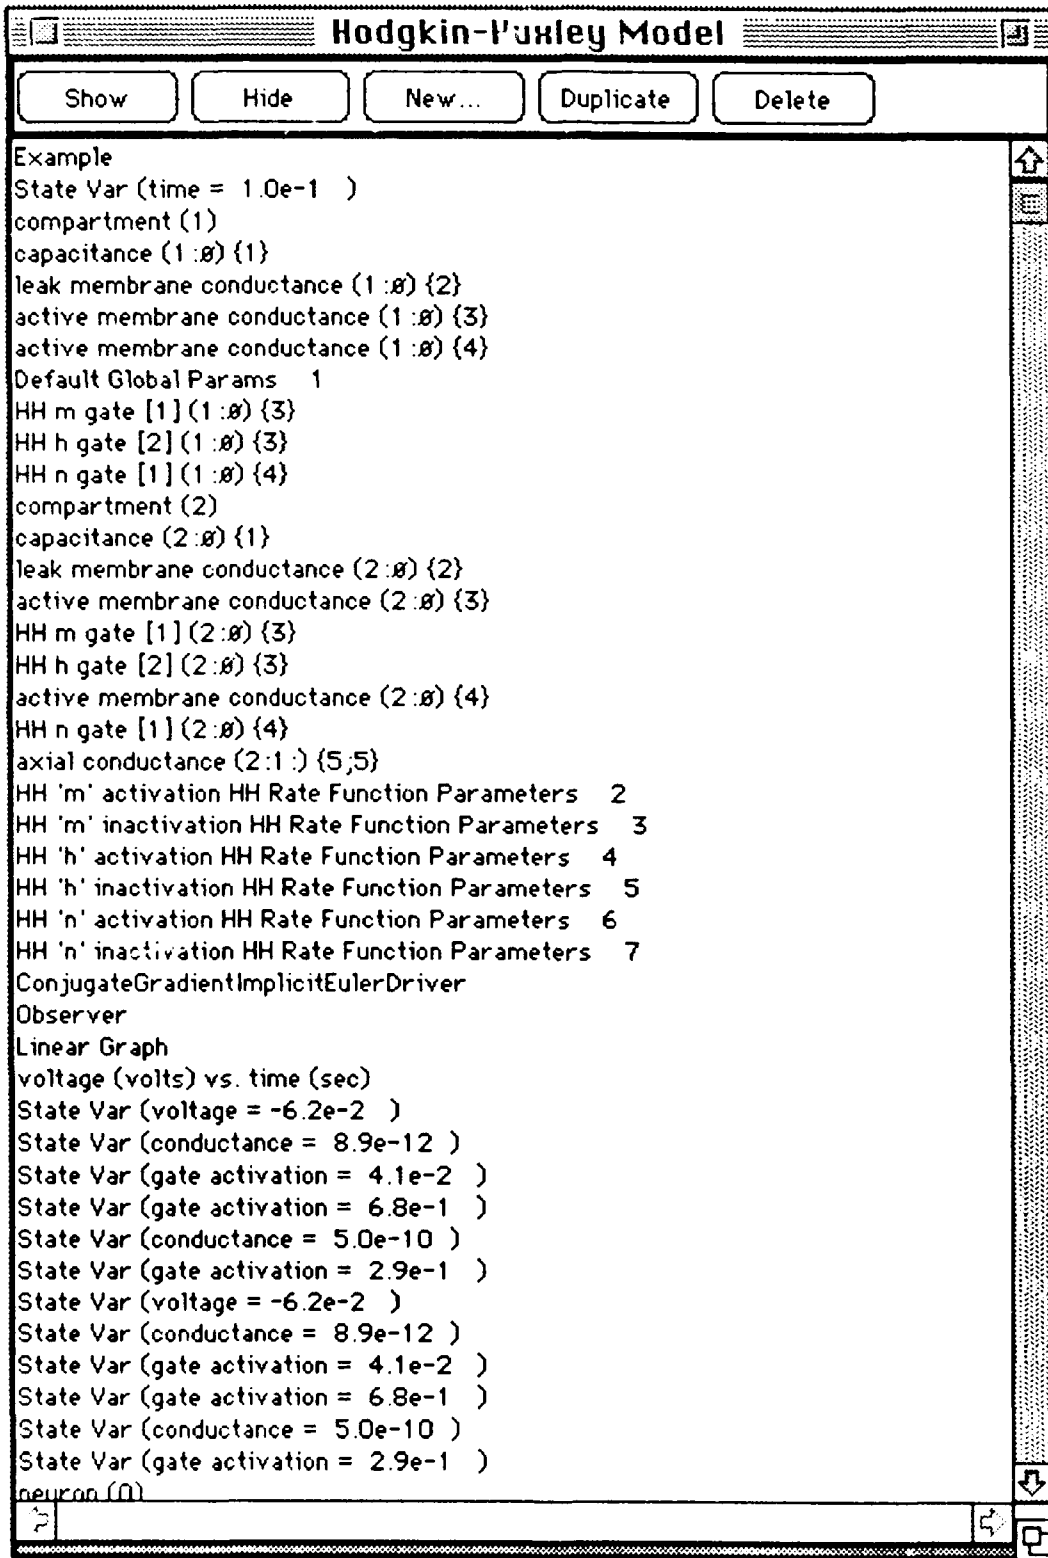 Hodgkin-Huxley Model
Show Hide New... Duplicate Delete
Example
State Var (time = 1.0e-1 )
compartment (1)
capacitance (1:0) {1}
leak membrane conductance (1:0) {2}
active membrane conductance (1:0) {3}
active membrane conductance (1:0) {4}
Default Global Params 1
HH m gate [1] (1:0) {3}
HH h gate [2] (1:0) {3}
HH n gate [1] (1:0) {4}
compartment (2)
capacitance (2:0) {1}
leak membrane conductance (2:0) {2}
active membrane conductance (2:0) {3}
HH m gate [1] (2:0) {3}
HH h gate [2] (2:0) {3}
active membrane conductance (2:0) {4}
HH n gate [1] (2:0) {4}
axial conductance (2:1:) {5;5}
HH 'm' activation HH Rate Function Parameters 2
HH 'm' inactivation HH Rate Function Parameters 3
HH 'h' activation HH Rate Function Parameters 4
HH 'h' inactivation HH Rate Function Parameters 5
HH 'n' activation HH Rate Function Parameters 6
HH 'n' inactivation HH Rate Function Parameters 7
ConjugateGradientImplicitEulerDriver
Observer
Linear Graph
voltage (volts) vs. time (sec)
State Var (voltage = -6.2e-2 )
State Var (conductance = 8.9e-12 )
State Var (gate activation = 4.1e-2 )
State Var (gate activation = 6.8e-1 )
State Var (conductance = 5.0e-10 )
State Var (gate activation = 2.9e-1 )
State Var (voltage = -6.2e-2 )
State Var (conductance = 8.9e-12 )
State Var (gate activation = 4.1e-2 )
State Var (gate activation = 6.8e-1 )
State Var (conductance = 5.0e-10 )
State Var (gate activation = 2.9e-1 )
neuron (0)